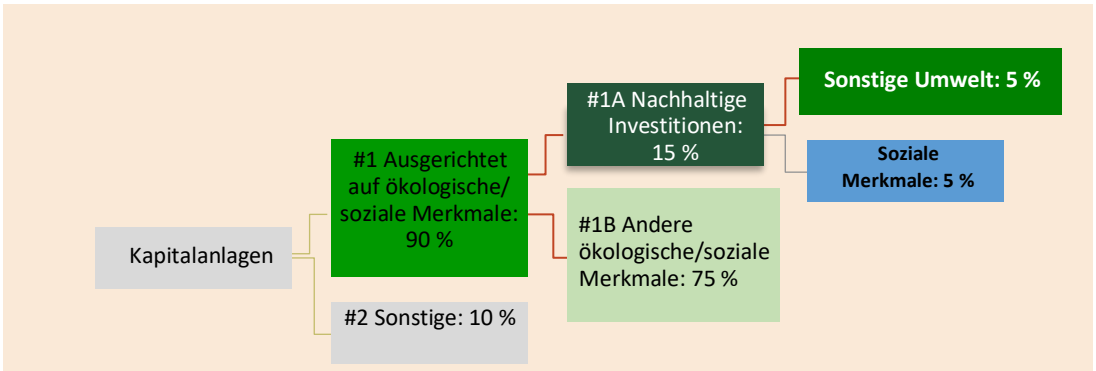 Kapitalanlagen
#1 Ausgerichtet
auf ökologische/
soziale Merkmale:
90 %
#2 Sonstige: 10 %
#1A Nachhaltige
Investitionen:
15 %
#1B Andere
ökologische/soziale
Merkmale: 75 %
Sonstige Umwelt: 5 %
Soziale
Merkmale: 5 %